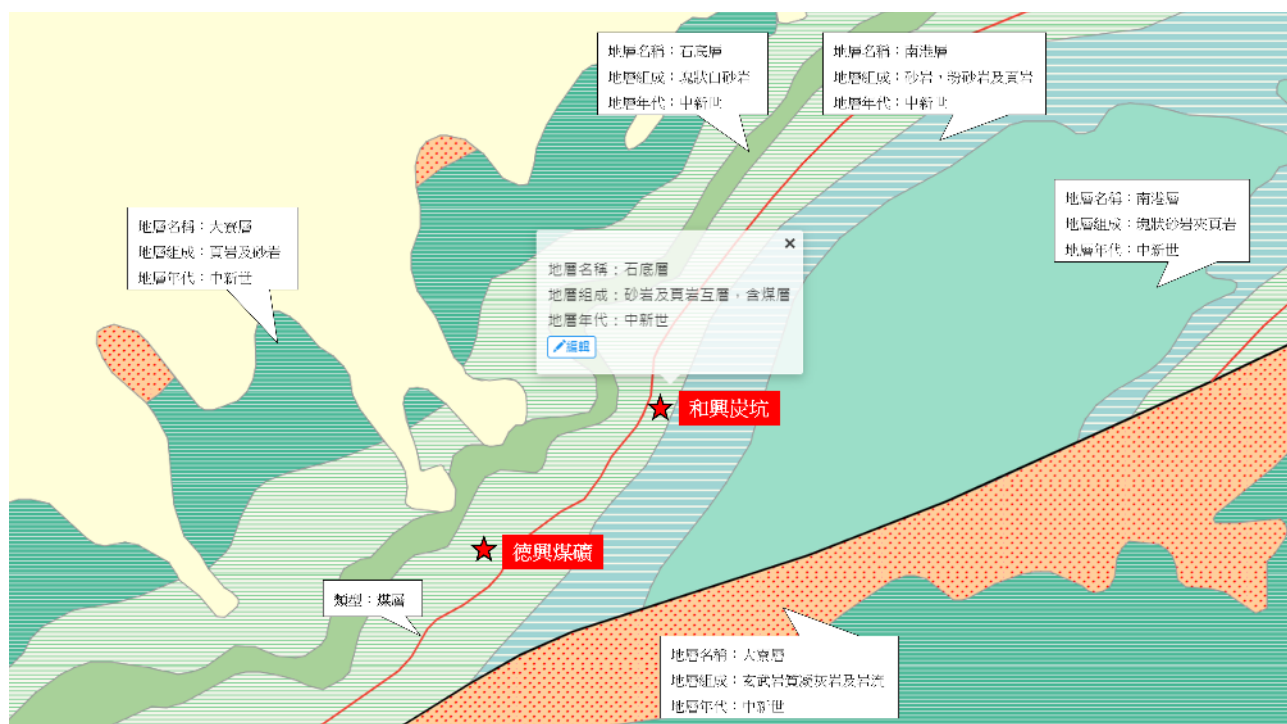 地層名稱：石底層
地層組成：塊狀白砂岩
地層年代：中新世
地層名稱：南港層
地層組成：砂岩，粉砂岩及頁岩
地層年代：中新世
地層名稱：南港層
地層組成：塊狀砂岩夾頁岩
地層年代：中新世
地層名稱：大寮層
地層組成：頁岩及砂岩
地層年代：中新世
×
地層名稱：石底層
地層組成：砂岩及頁岩互層，含煤層
地層年代：中新世
編輯
和興炭坑
德興煤礦
類型：煤層
地層名稱：大寮層
地層組成：玄武岩質凝灰岩及岩流
地層年代：中新世